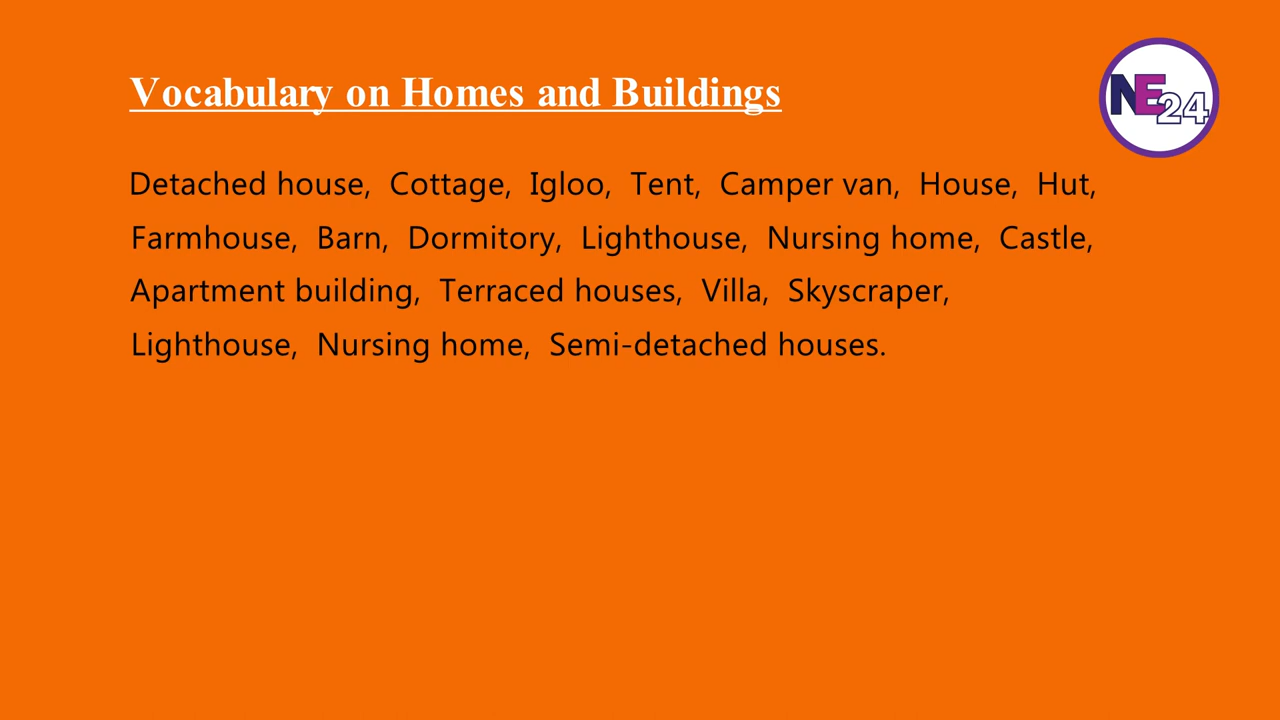 Vocabulary on Homes and Buildings
NE24
Detached house, Cottage, Igloo, Tent, Camper van, House, Hut,
Farmhouse, Barn, Dormitory, Lighthouse, Nursing home, Castle,
Apartment building, Terraced houses, Villa, Skyscraper,
Lighthouse, Nursing home, Semi-detached houses.